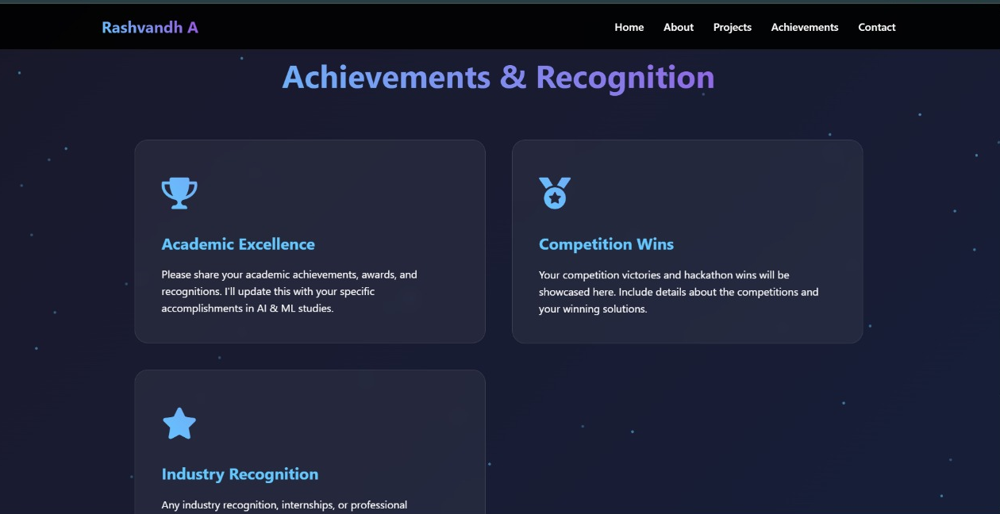 Rashvandh A
Home About Projects Achievements Contact
Achievements & Recognition
Academic Excellence
Please share your academic achievements, awards, and
recognitions. I'll update this with your specific
accomplishments in AI & ML studies.
Competition Wins
Your competition victories and hackathon wins will be
showcased here. Include details about the competitions and
your winning solutions.
Industry Recognition
Any industry recognition, internships, or professional